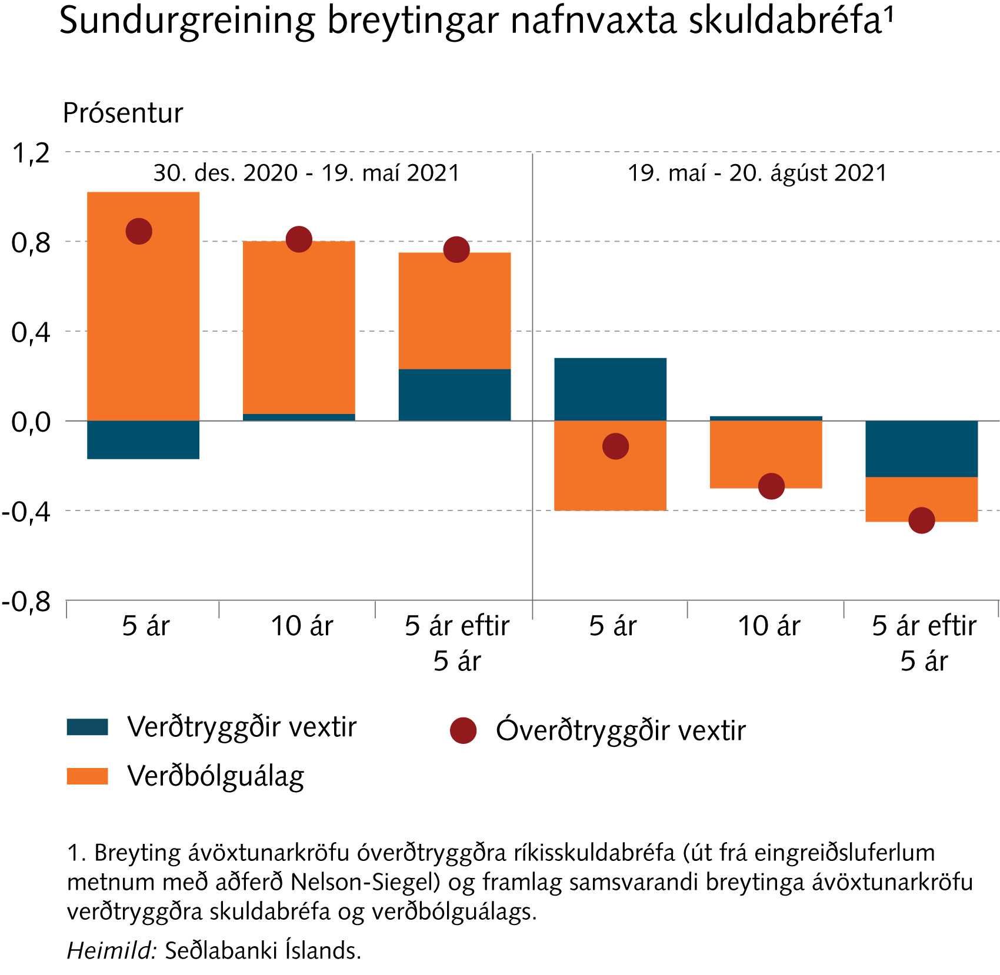 Sundurgreining breytingar nafnvaxta skuldabréfa¹
Prósentur
1,2
0,8
0,4
0,0
-0,4
-0,8
30. des. 2020 - 19. maí 2021
19. maí - 20. ágúst 2021
5 ár
10 ár
5 ár eftir
5 ár
5 ár
10 ár
5 ár eftir
5 ár
Verðtryggðir vextir
Óverðtryggðir vextir
Verðbólguálag
1. Breyting ávöxtunarkröfu óverðtryggðra ríkisskuldabréfa (út frá eingreiðsluferlum
metnum með aðferð Nelson-Siegel) og framlag samsvarandi breytinga ávöxtunarkröfu
verðtryggðra skuldabréfa og verðbólguálags.
Heimild: Seðlabanki Íslands.